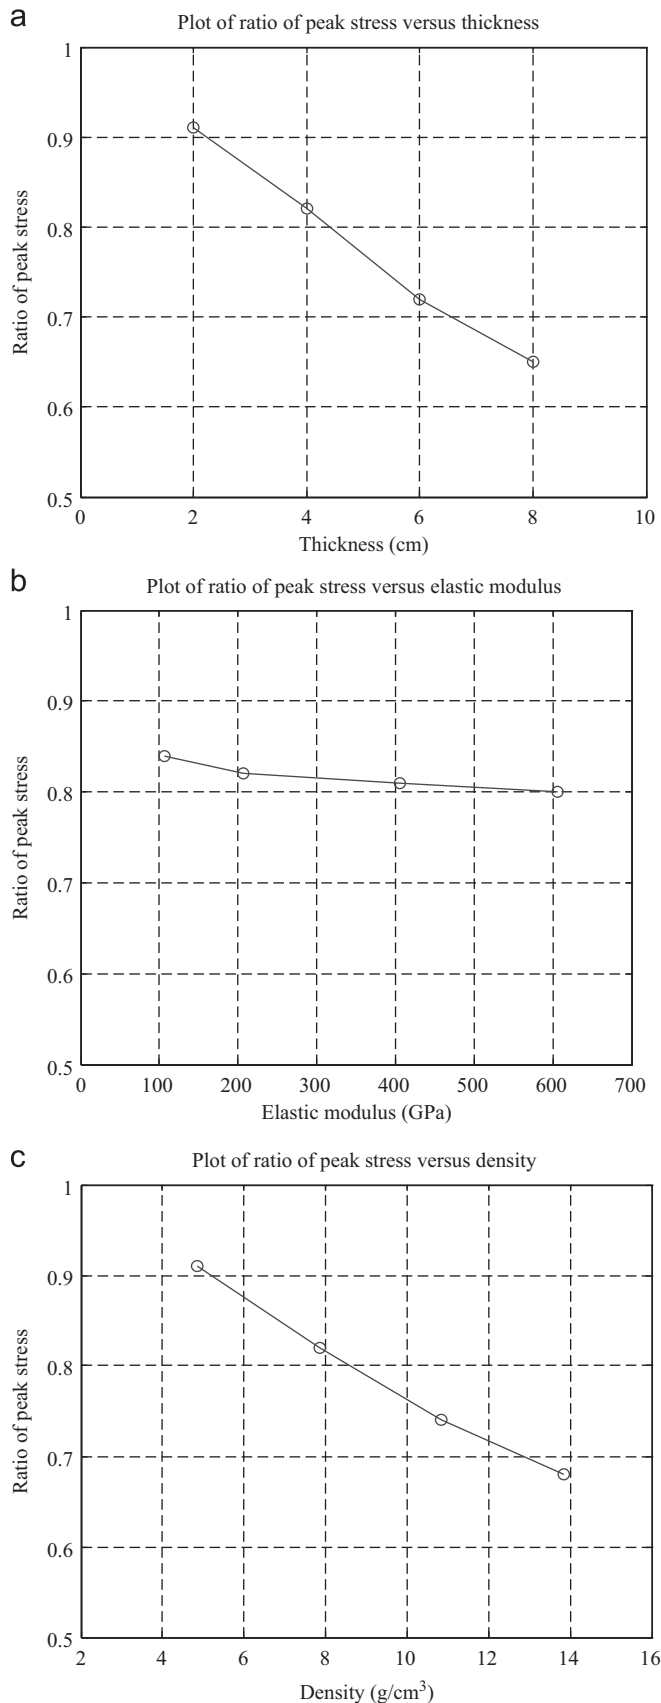 a
Plot of ratio of peak stress versus thickness
1
0.9
0.8
0.7
0.6
0.5
Ratio of peak stress
0 2 4 6 8 10
Thickness (cm)
b
Plot of ratio of peak stress versus elastic modulus
1
0.9
0.8
0.7
0.6
0.5
Ratio of peak stress
0 100 200 300 400 500 600 700
Elastic modulus (GPa)
c
Plot of ratio of peak stress versus density
1
0.9
0.8
0.7
0.6
0.5
Ratio of peak stress
2 4 6 8 10 12 14 16
Density (g/cm³)